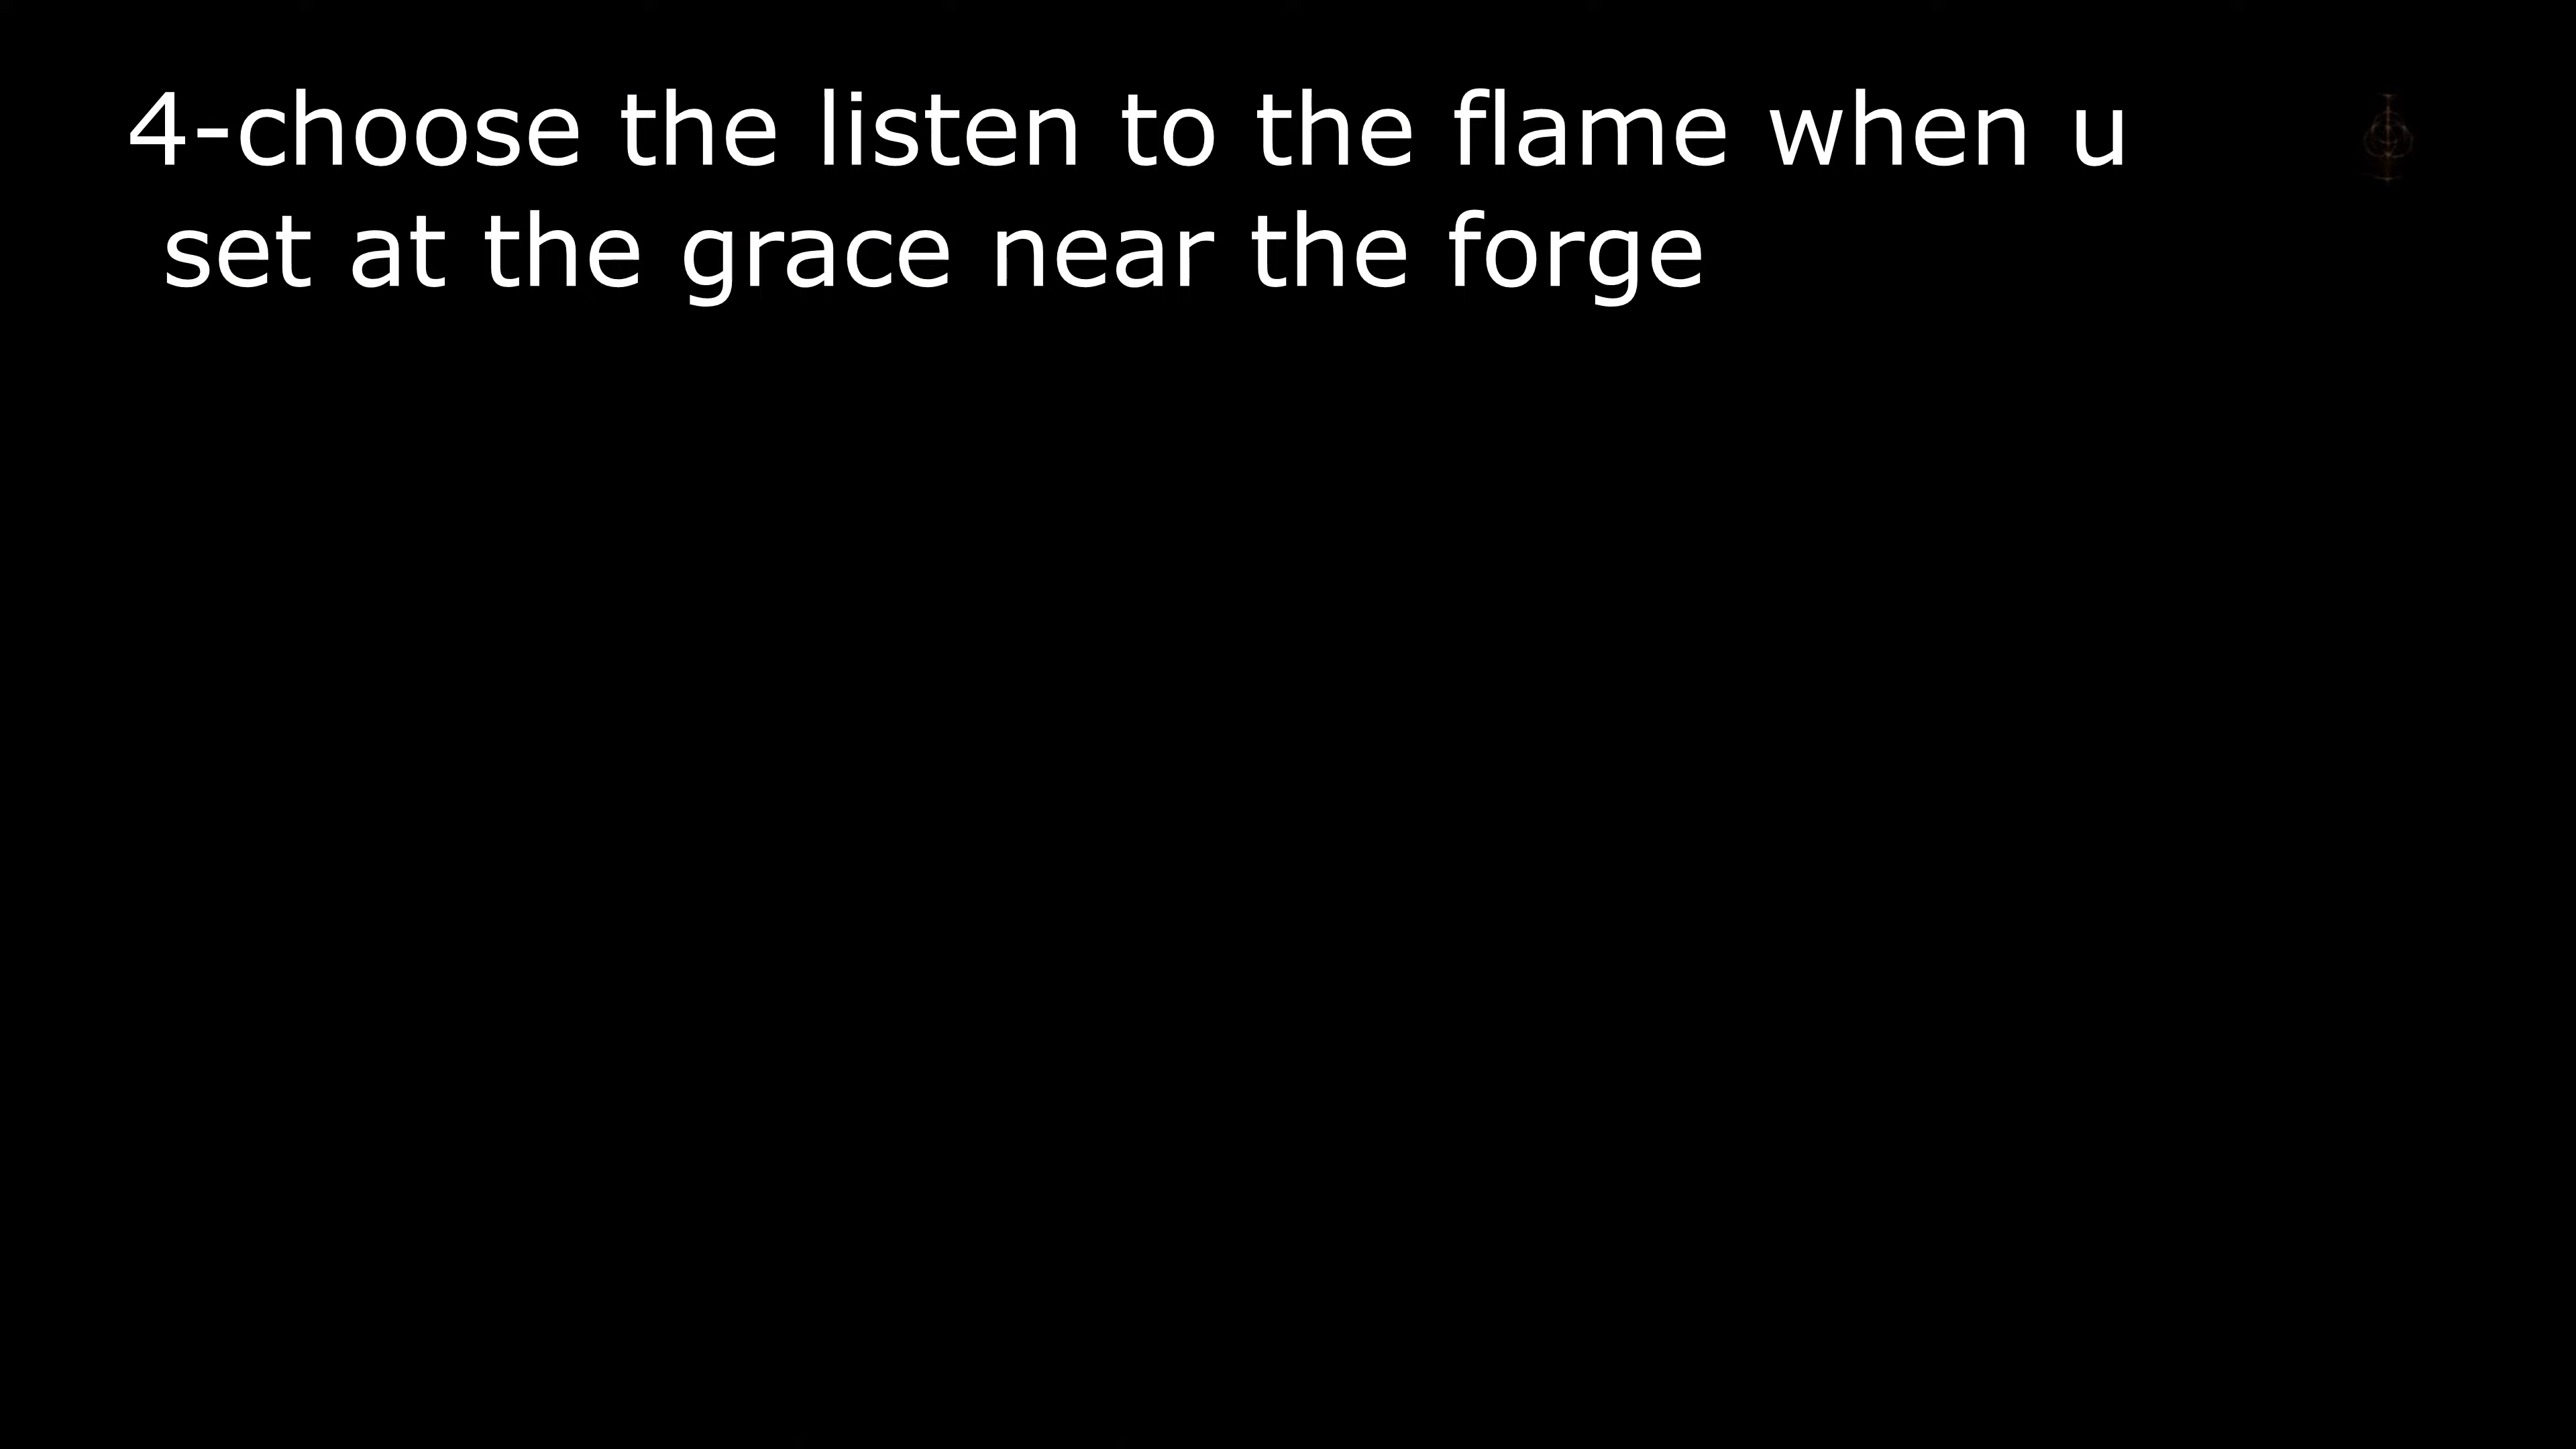 4-choose the listen to the flame when u
set at the grace near the forge